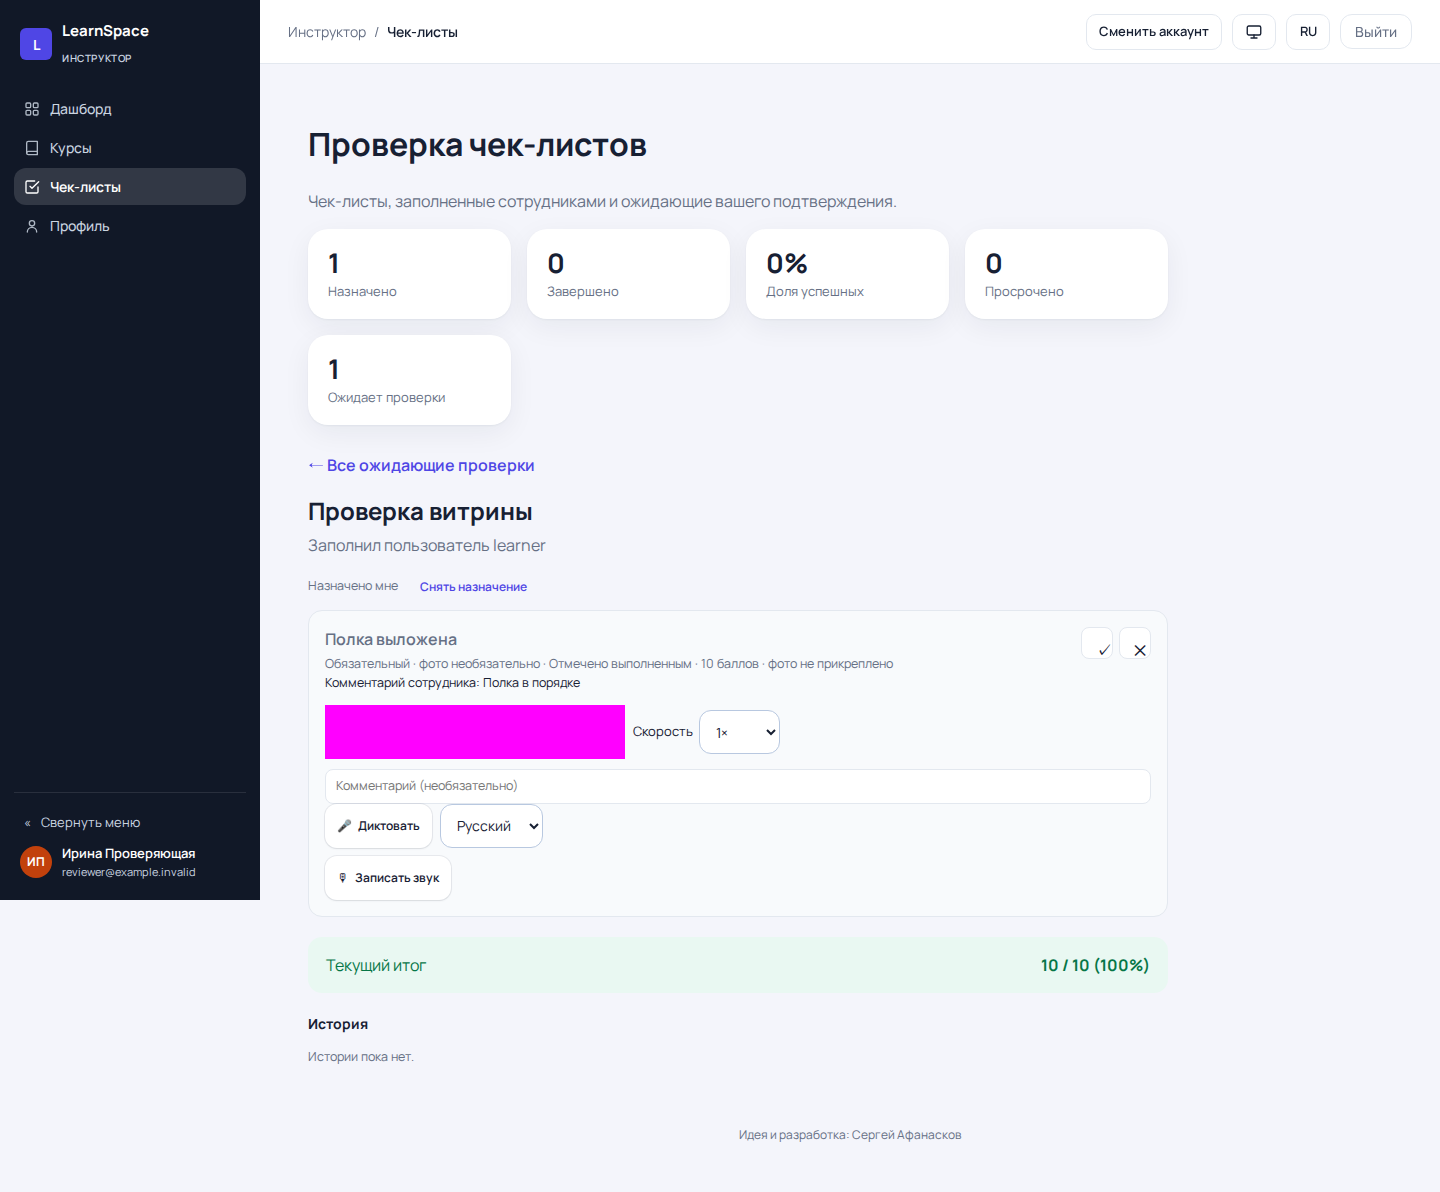 LearnSpace
ИНСТРУКТОР
L
Дашборд
Курсы
Чек-листы
Профиль
« Свернуть меню
ИП
Ирина Проверяющая
reviewer@example.invalid
Инструктор / Чек-листы
Сменить аккаунт
RU
Выйти
Проверка чек-листов
Чек-листы, заполненные сотрудниками и ожидающие вашего подтверждения.
1
Назначено
0
Завершено
0%
Доля успешных
0
Просрочено
1
Ожидает проверки
← Все ожидающие проверки
Проверка витрины
Заполнил пользователь learner
Назначено мне Снять назначение
Полка выложена
✓ ✕
Обязательный · фото необязательно · Отмечено выполненным · 10 баллов · фото не прикреплено
Комментарий сотрудника: Полка в порядке
Скорость 1×
Комментарий (необязательно)
Диктовать Русский
Записать звук
Текущий итог 10 / 10 (100%)
История
Истории пока нет.
Идея и разработка: Сергей Афанасков